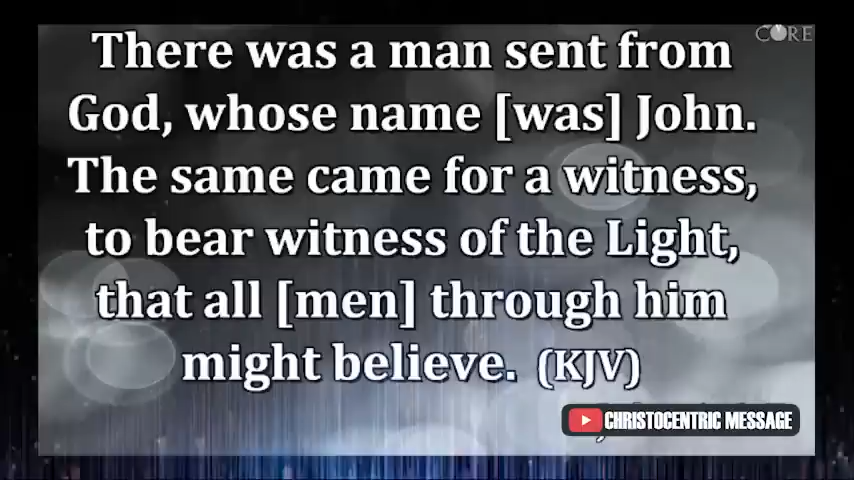 CORE
There was a man sent from
God, whose name [was] John.
The same came for a witness,
to bear witness of the Light,
that all [men] through him
might believe. (KJV)
CHRISTOCENTRIC MESSAGE